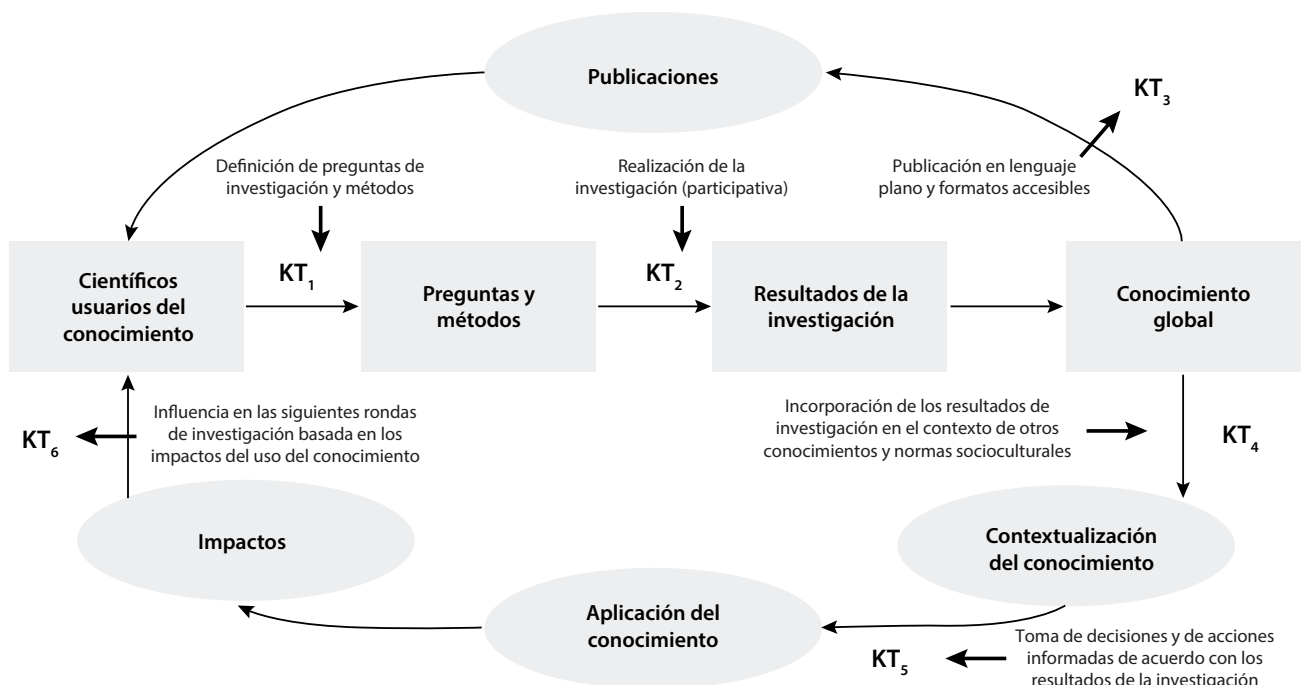 Publicaciones
KT₃
Definición de preguntas de
investigación y métodos
Realización de la
investigación (participativa)
Publicación en lenguaje
plano y formatos accesibles
Científicos
usuarios del
conocimiento
KT₁
Preguntas y
métodos
KT₂
Resultados de la
investigación
Conocimiento
global
KT₆
Influencia en las siguientes rondas
de investigación basada en los
impactos del uso del conocimiento
Incorporación de los resultados de
investigación en el contexto de otros
conocimientos y normas socioculturales
KT₄
Impactos
Contextualización
del conocimiento
Aplicación del
conocimiento
KT₅
Toma de decisiones y de acciones
informadas de acuerdo con los
resultados de la investigación